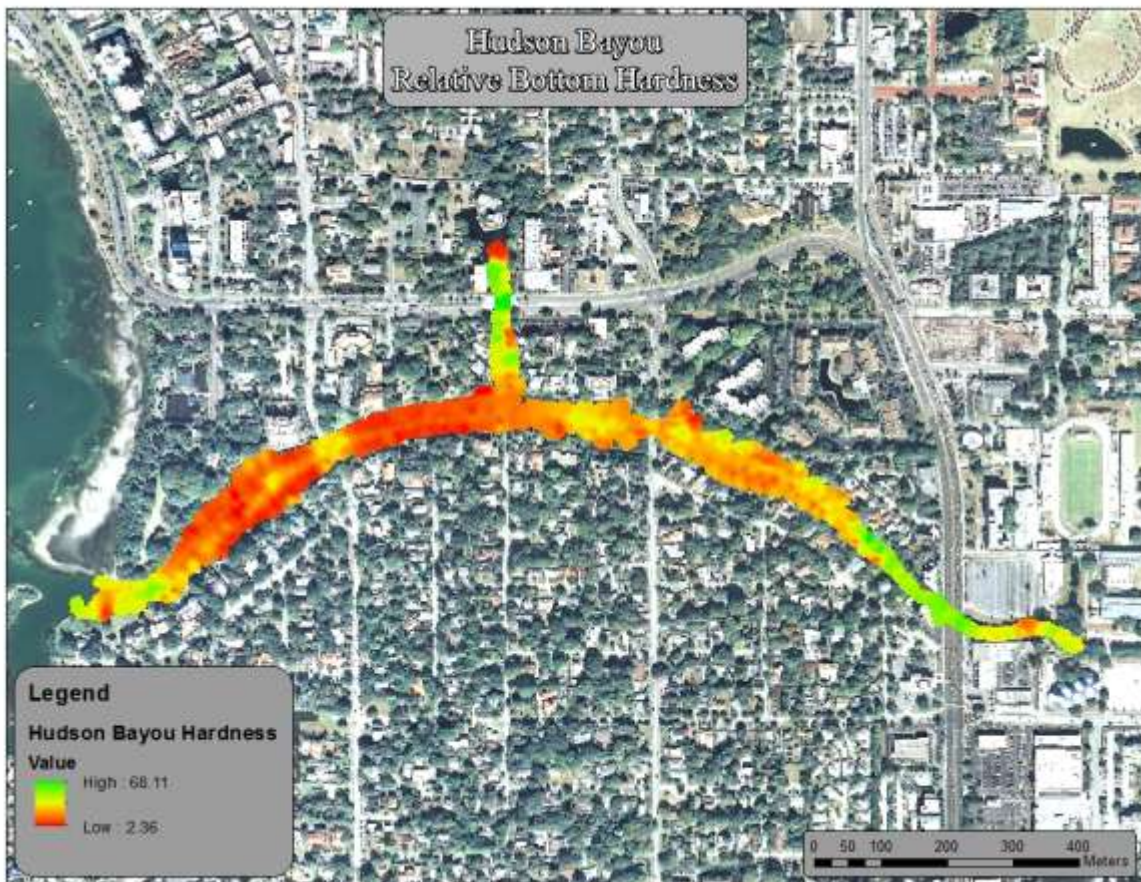 Hudson Bayou
Relative Bottom Hardness
Legend
Hudson Bayou Hardness
Value
High : 68.11
Low : 2.36
0 50 100 200 300 400
Meters